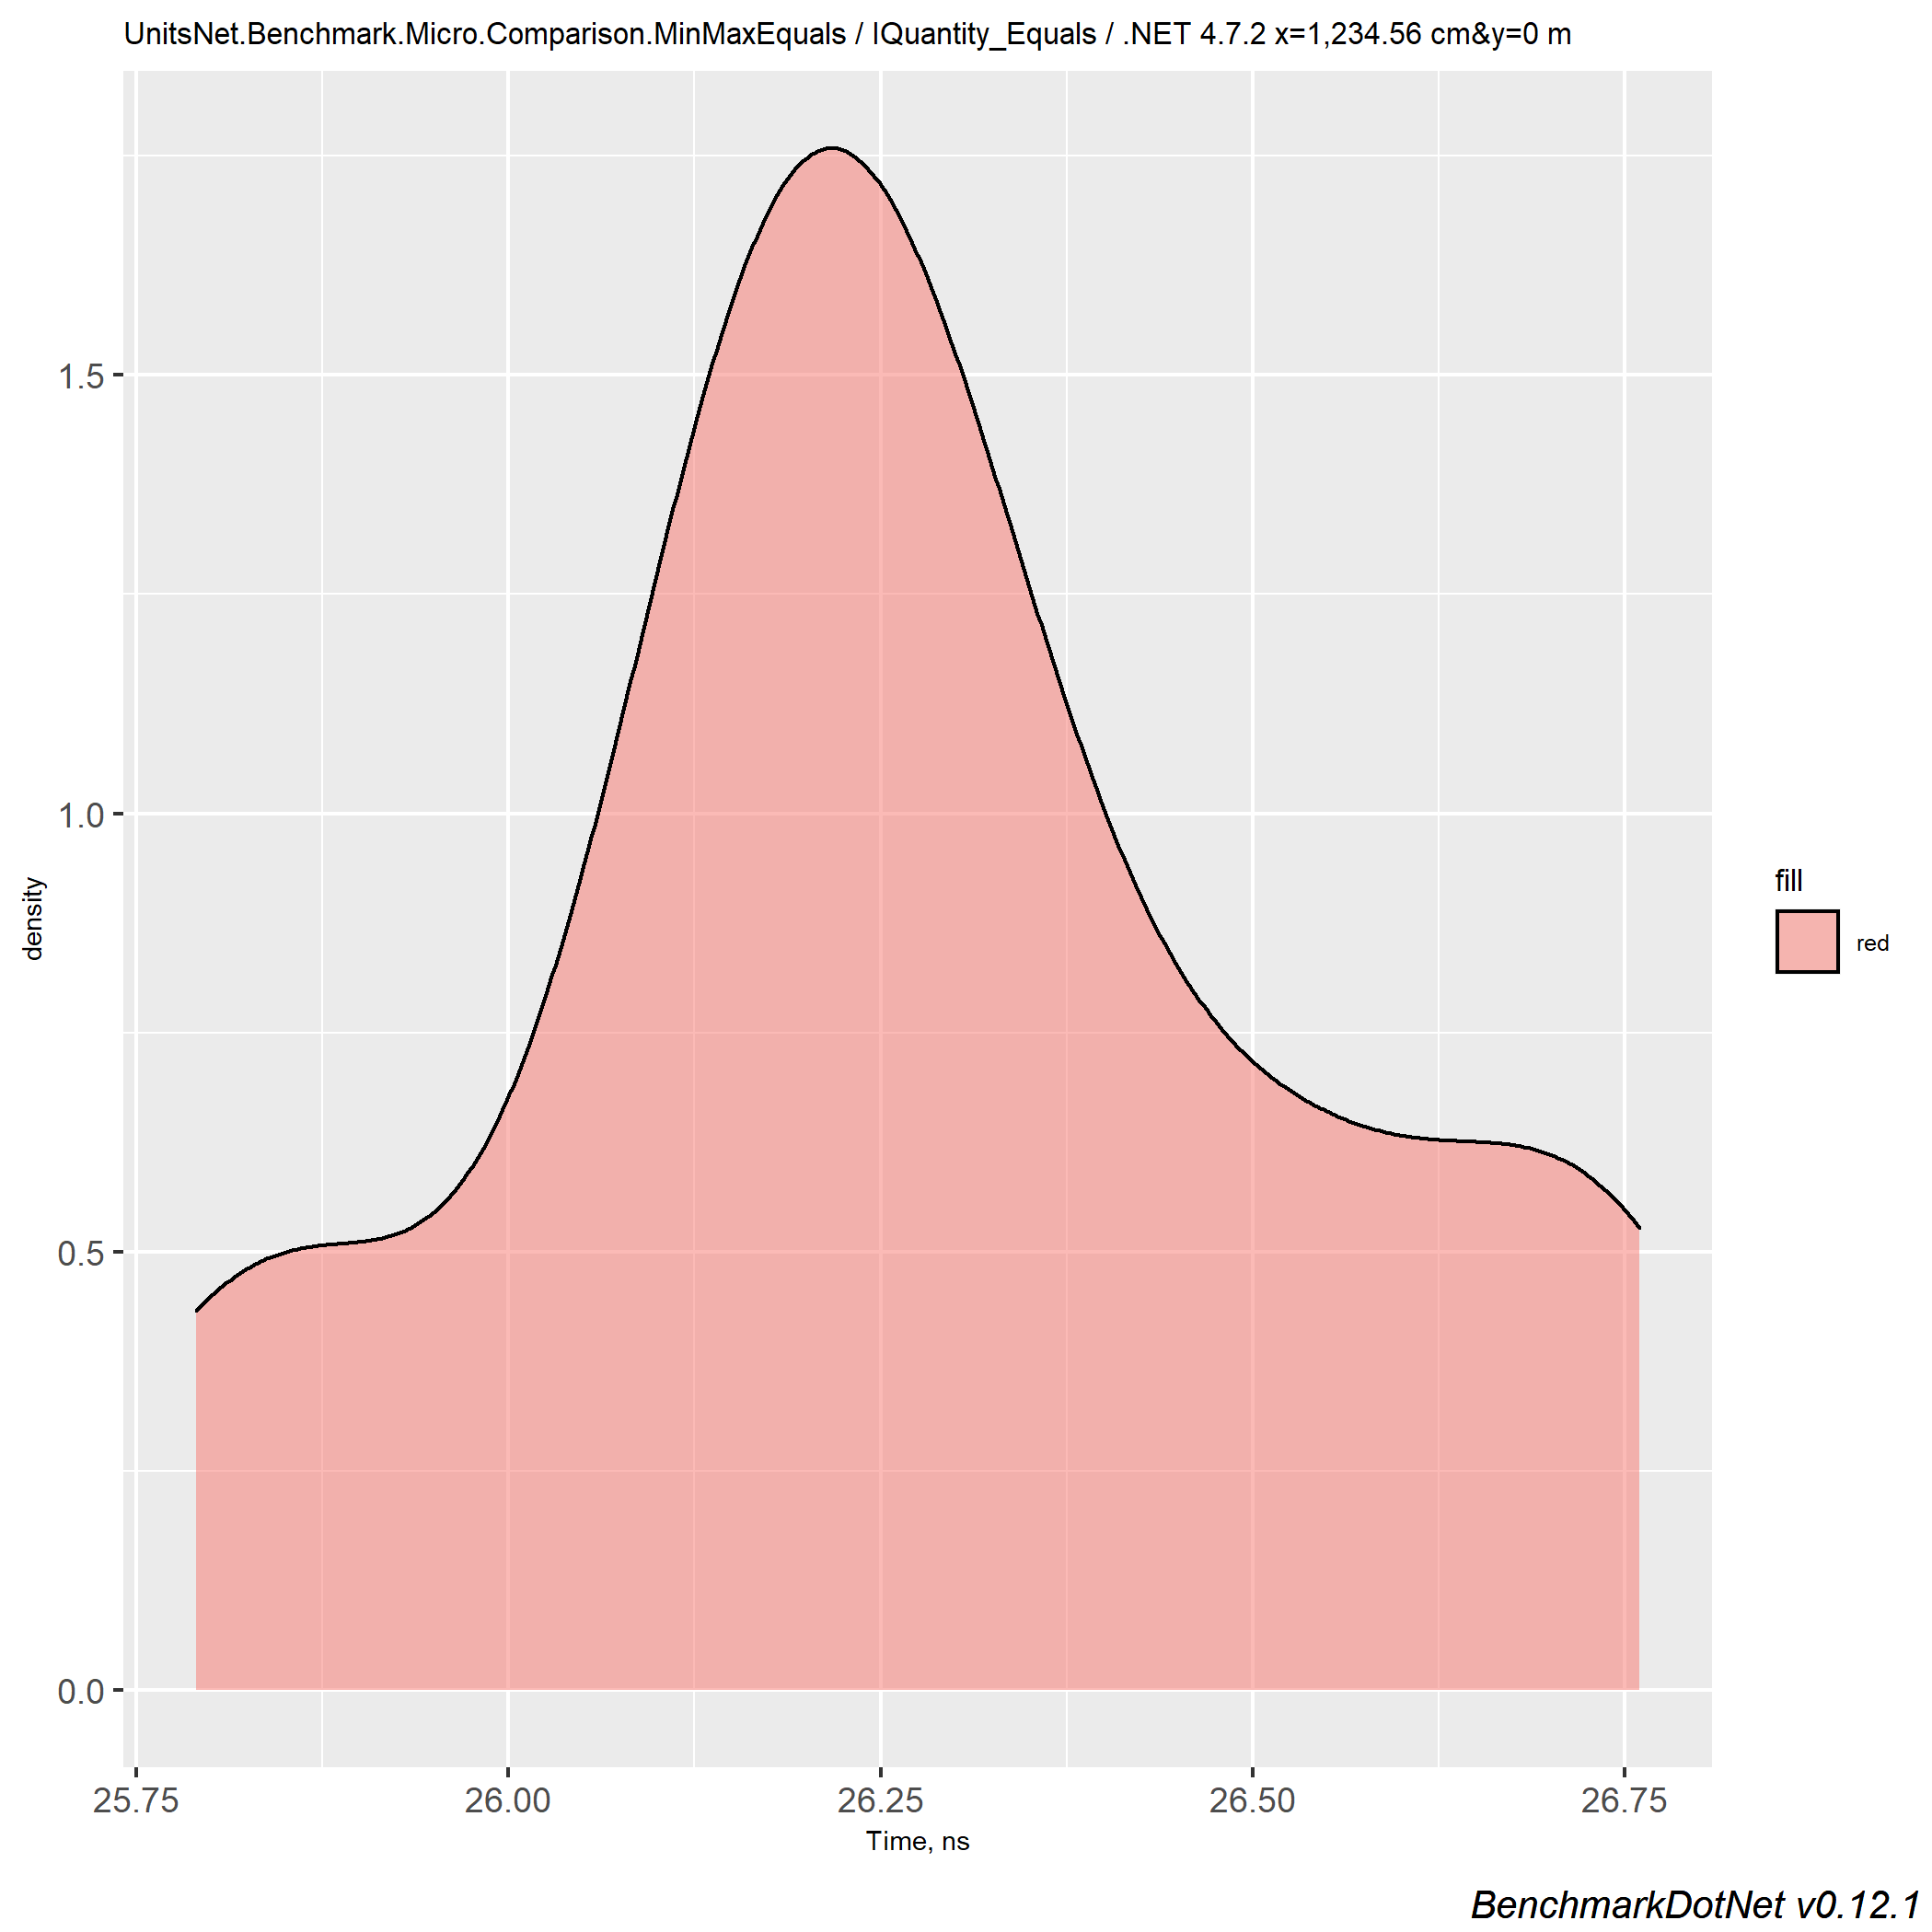 UnitsNet.Benchmark.Micro.Comparison.MinMaxEquals / IQuantity_Equals / .NET 4.7.2 x=1,234.56 cm&y=0 m
1.5
1.0
0.5
0.0
density
25.75 26.00 26.25 26.50 26.75
Time, ns
fill
red
BenchmarkDotNet v0.12.1